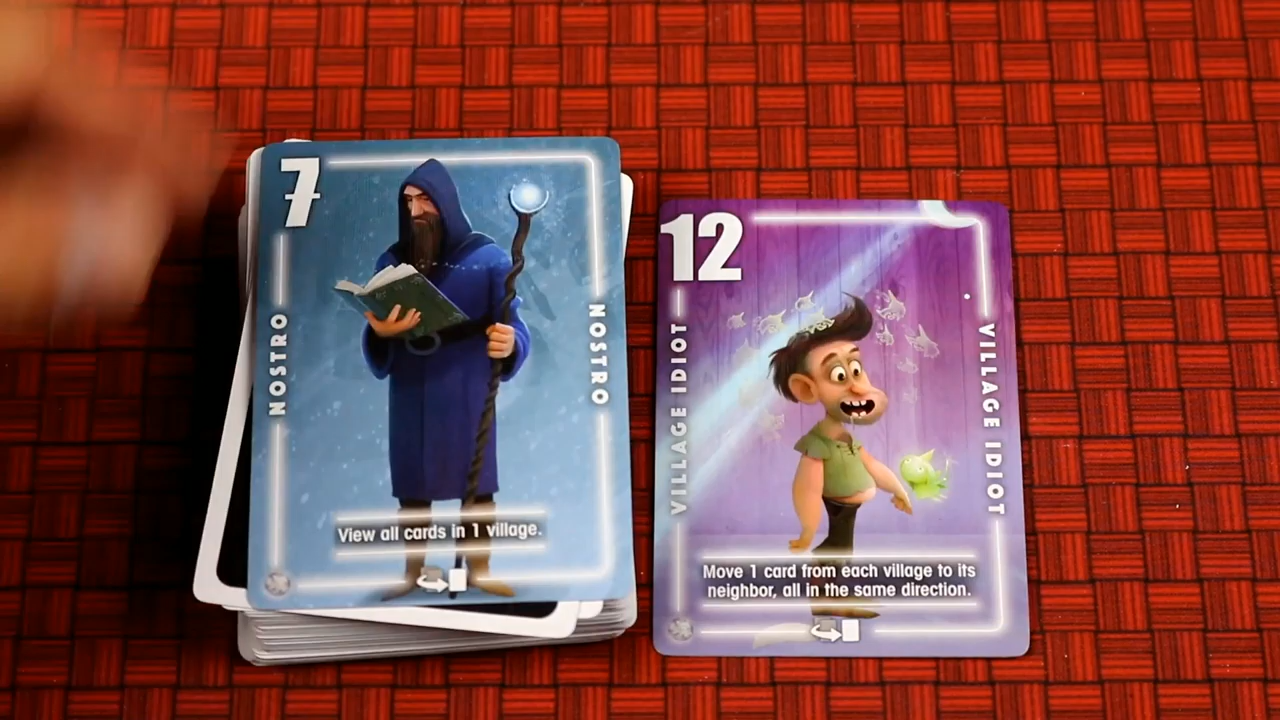 7
NOSTRO
NOSTRO
View all cards in 1 village.
12
VILLAGE IDIOT
VILLAGE IDIOT
Move 1 card from each village to its
neighbor, all in the same direction.